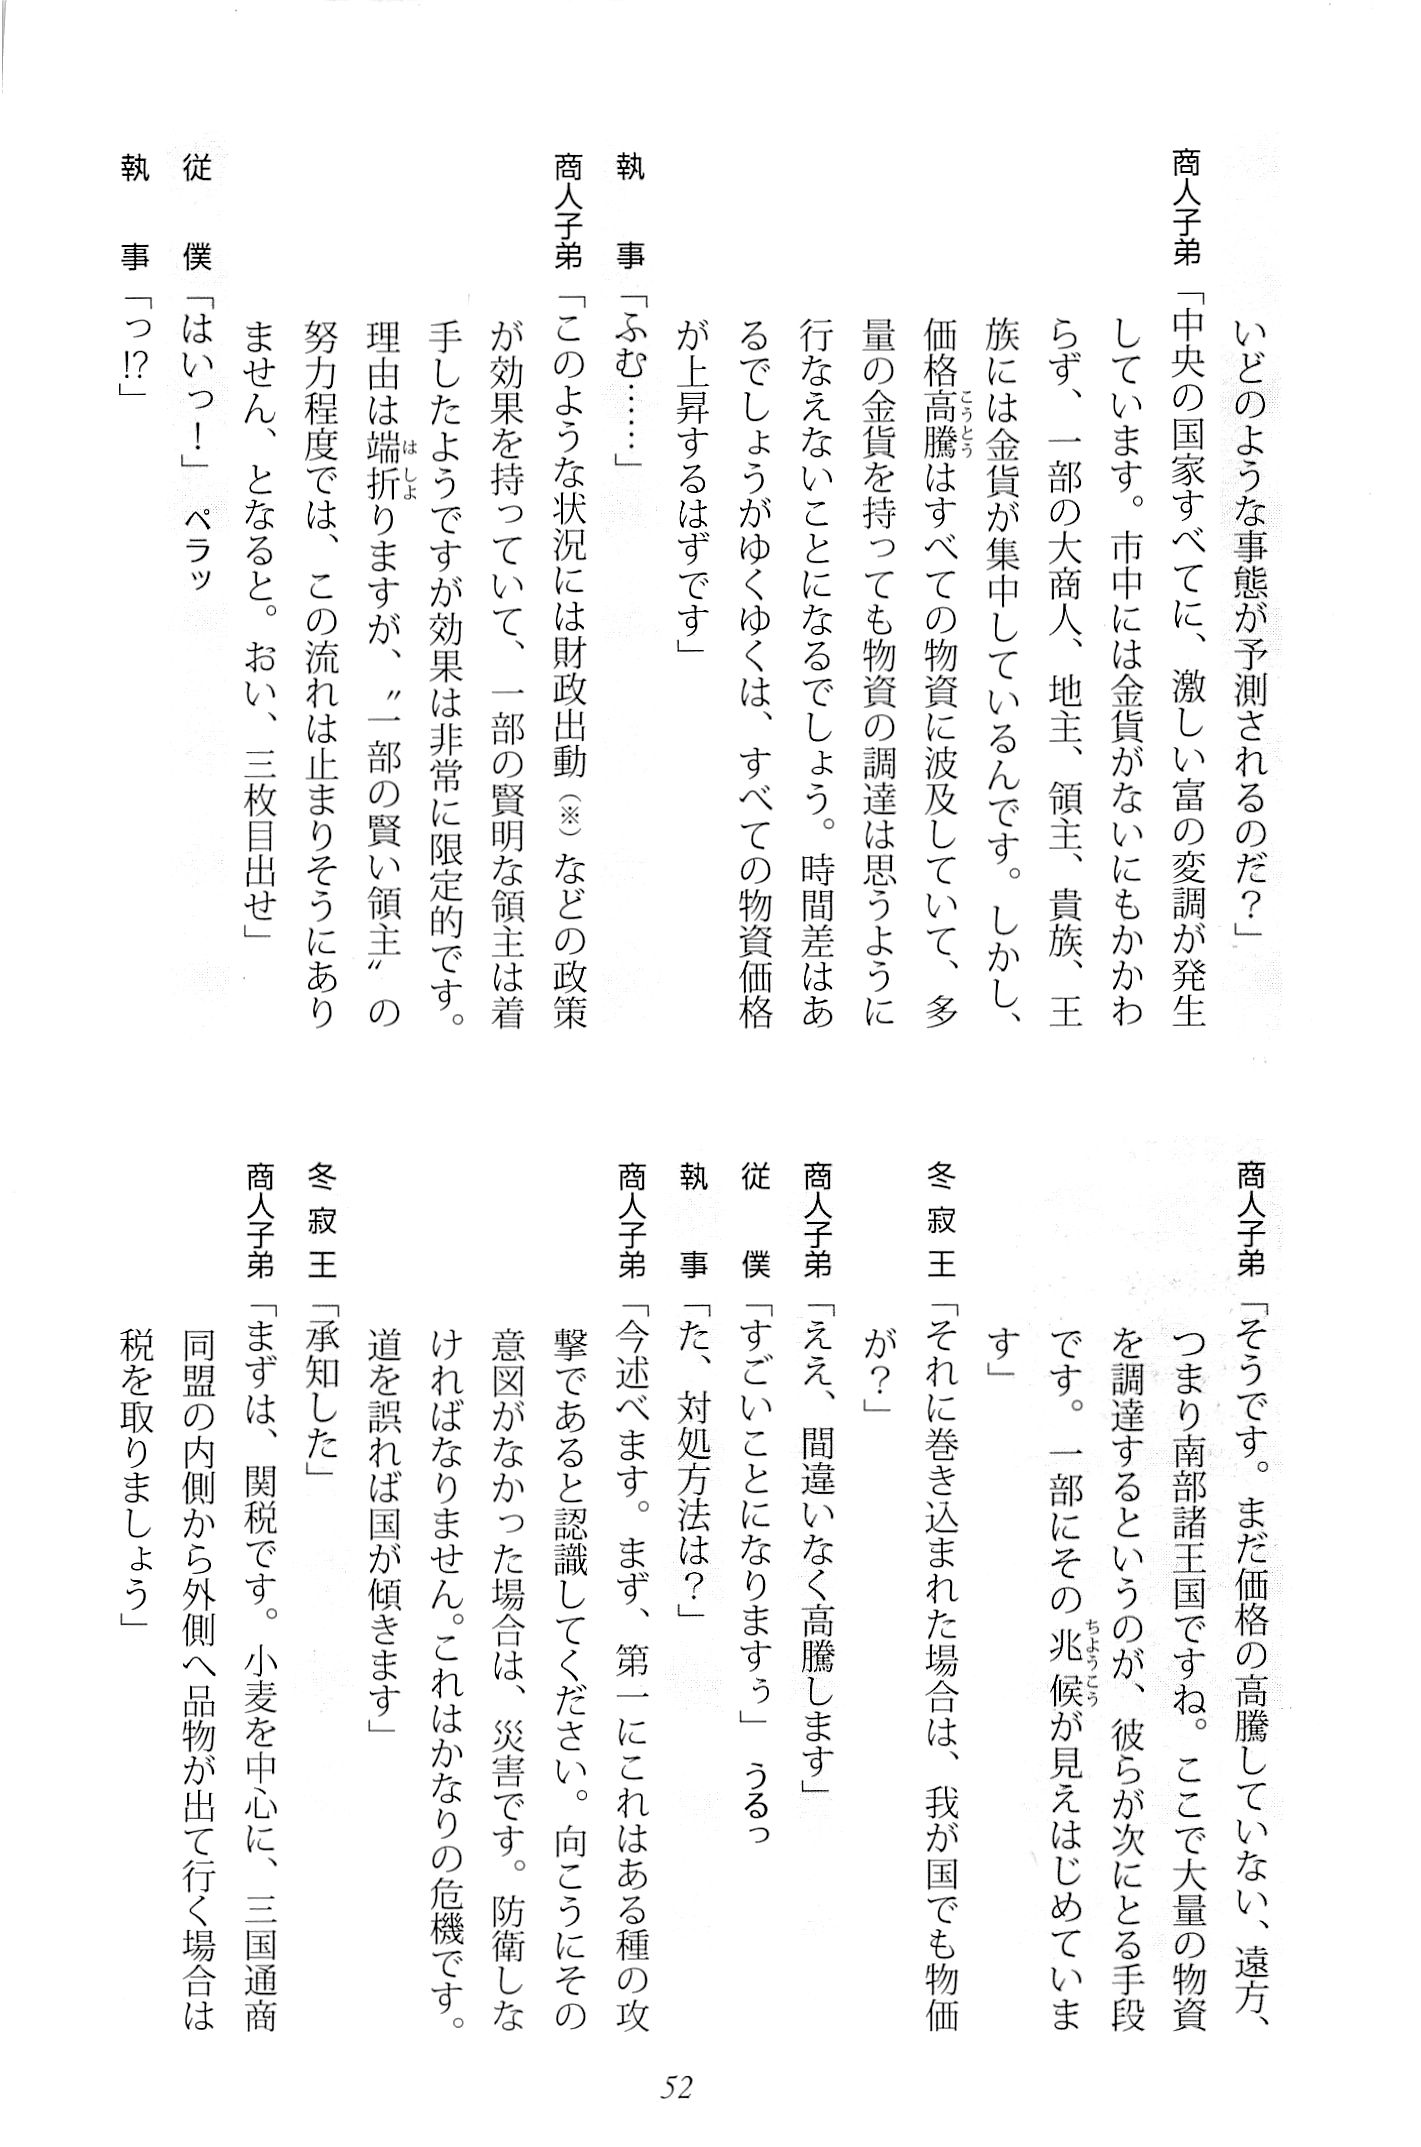 いどのような事態が予測されるのだ？」
商人子弟「中央の国家すべてに、激しい富の変調が発生
しています。市中には金貨がないにもかかわ
らず、一部の大商人、地主、領主、貴族、王
族には金貨が集中しているんです。しかし、
価格高騰はすべての物資に波及していて、多
量の金貨を持っても物資の調達は思うように
行なえないことになるでしょう。時間差はあ
るでしょうがゆくゆくは、すべての物資価格
が上昇するはずです」
執　事「ふむ……」
商人子弟「このような状況には財政出動（※）などの政策
が効果を持っていて、一部の賢明な領主は着
手したようですが効果は非常に限定的です。
理由は端折りますが、〝一部の賢い領主〟の
努力程度では、この流れは止まりそうにあり
ません、となると。おい、三枚目出せ」
従　僕「はいっ！」　ペラッ
執　事「っ!?」
商人子弟「そうです。まだ価格の高騰していない、遠方、
つまり南部諸王国ですね。ここで大量の物資
を調達するというのが、彼らが次にとる手段
です。一部にその兆候が見えはじめていま
す」
冬寂王「それに巻き込まれた場合は、我が国でも物価
が？」
商人子弟「ええ、間違いなく高騰します」
従　僕「すごいことになりますぅ」　うるっ
執　事「た、対処方法は？」
商人子弟「今述べます。まず、第一にこれはある種の攻
撃であると認識してください。向こうにその
意図がなかった場合は、災害です。防衛しな
ければなりません。これはかなりの危機です。
道を誤れば国が傾きます」
冬寂王「承知した」
商人子弟「まずは、関税です。小麦を中心に、三国通商
同盟の内側から外側へ品物が出て行く場合は
税を取りましょう」
52